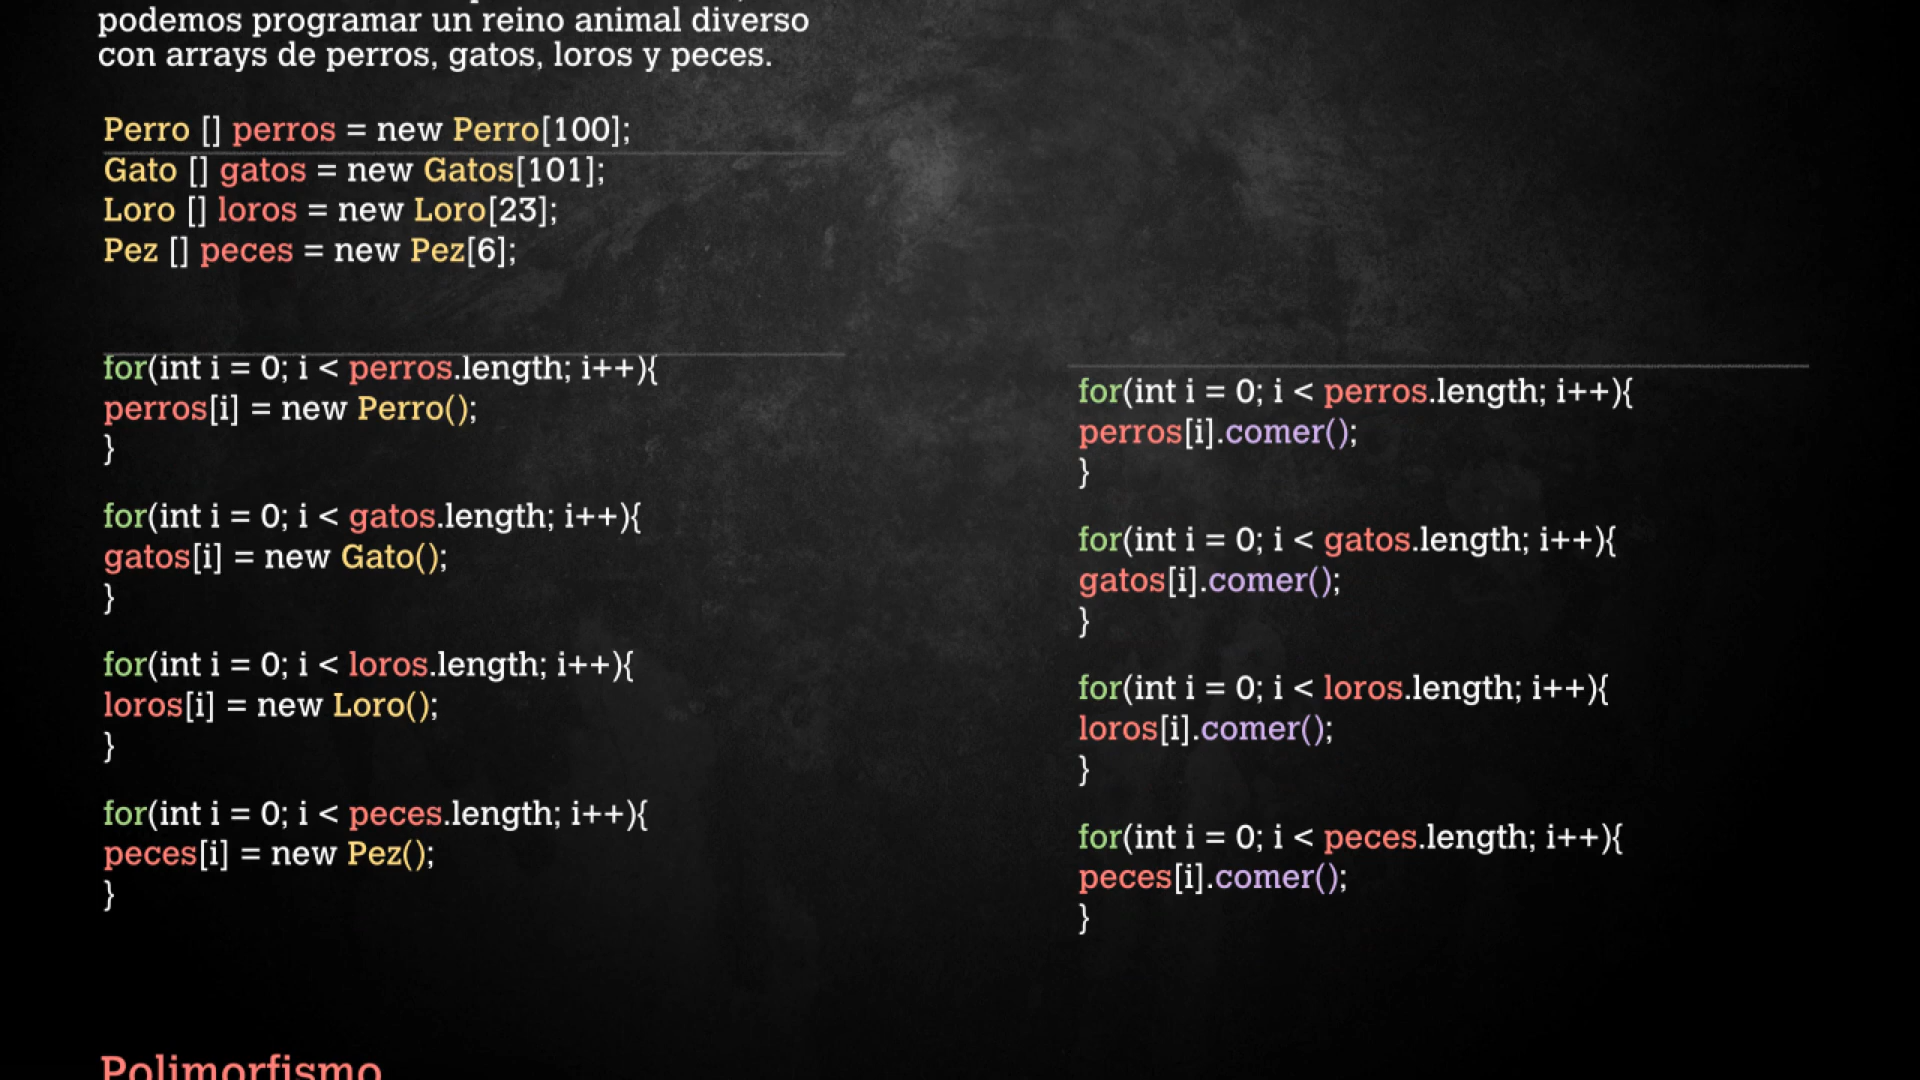 podemos programar un reino animal diverso
con arrays de perros, gatos, loros y peces.
Perro [] perros = new Perro[100];
Gato [] gatos = new Gatos[101];
Loro [] loros = new Loro[23];
Pez [] peces = new Pez[6];
for(int i = 0; i < perros.length; i++){
perros[i] = new Perro();
}
for(int i = 0; i < gatos.length; i++){
gatos[i] = new Gato();
}
for(int i = 0; i < loros.length; i++){
loros[i] = new Loro();
}
for(int i = 0; i < peces.length; i++){
peces[i] = new Pez();
}
for(int i = 0; i < perros.length; i++){
perros[i].comer();
}
for(int i = 0; i < gatos.length; i++){
gatos[i].comer();
}
for(int i = 0; i < loros.length; i++){
loros[i].comer();
}
for(int i = 0; i < peces.length; i++){
peces[i].comer();
}
Polimorfismo